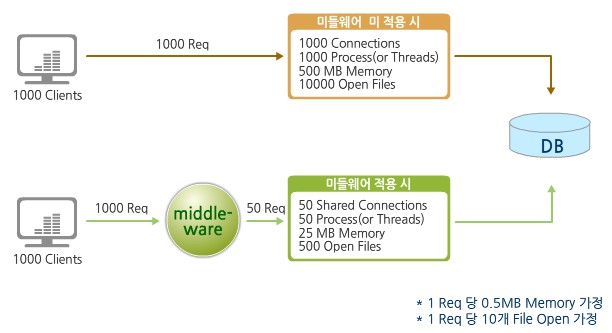 미들웨어 미 적용 시
1000 Req
1000 Connections
1000 Process(or Threads)
500 MB Memory
10000 Open Files
1000 Clients
DB
미들웨어 적용 시
1000 Req
middle-
ware
50 Req
50 Shared Connections
50 Process(or Threads)
25 MB Memory
500 Open Files
1000 Clients
* 1 Req 당 0.5MB Memory 가정
* 1 Req 당 10개 File Open 가정